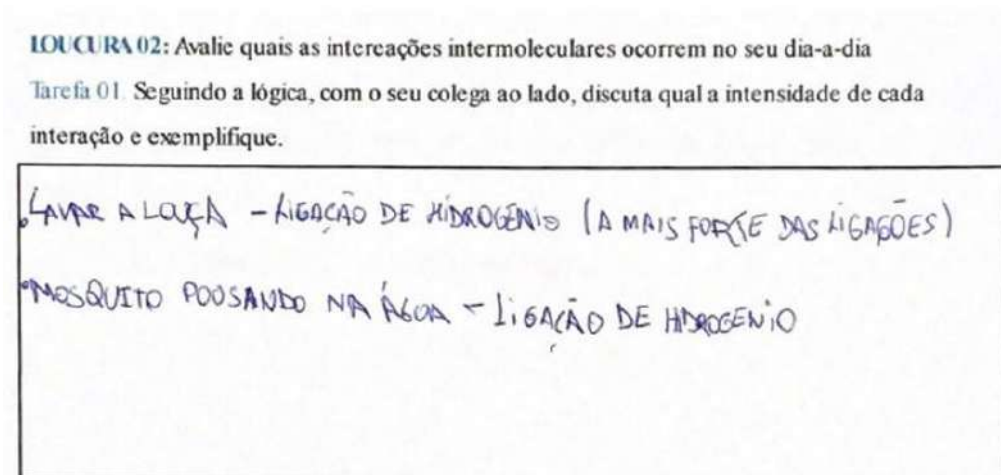 LOUCURA 02: Avalie quais as intereações intermoleculares ocorrem no seu dia-a-dia
Tarefa 01. Seguindo a lógica, com o seu colega ao lado, discuta qual a intensidade de cada
interação e exemplifique.
• LAVAR A LOUÇA - LIGAÇÃO DE HIDROGÊNIO (A MAIS FORTE DAS LIGAÇÕES)
• MOSQUITO POUSANDO NA ÁGUA - LIGAÇÃO DE HIDROGENIO